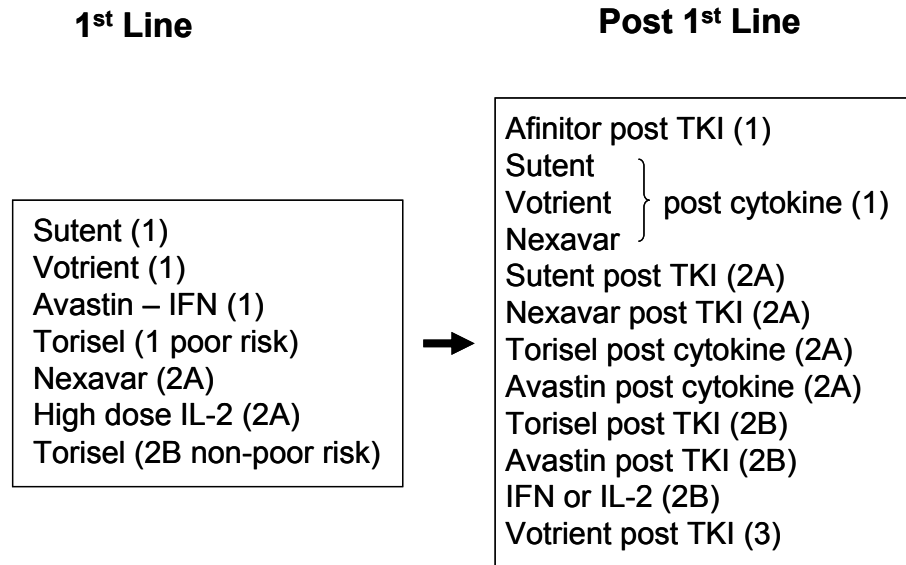 1st Line
Post 1st Line
Sutent (1)
Votrient (1)
Avastin – IFN (1)
Torisel (1 poor risk)
Nexavar (2A)
High dose IL-2 (2A)
Torisel (2B non-poor risk)
Afinitor post TKI (1)
Sutent
Votrient post cytokine (1)
Nexavar
Sutent post TKI (2A)
Nexavar post TKI (2A)
Torisel post cytokine (2A)
Avastin post cytokine (2A)
Torisel post TKI (2B)
Avastin post TKI (2B)
IFN or IL-2 (2B)
Votrient post TKI (3)